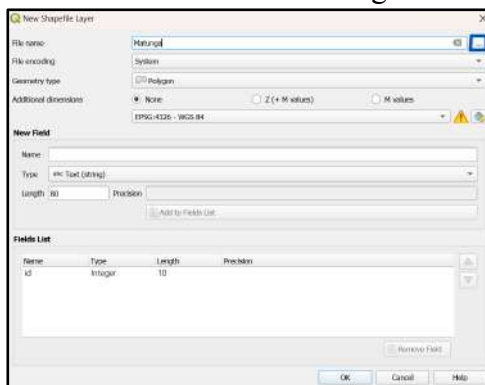 New Shapefile Layer
File name Matunga ...
File encoding System
Geometry type Polygon
Additional dimensions None Z (+ M values) M values
EPSG:4326 - WGS 84
New Field
Name
Type abc Text (string)
Length 80 Precision
Add to Fields List
Fields List
Name Type Length Precision
id Integer 10
Remove Field
OK Cancel Help